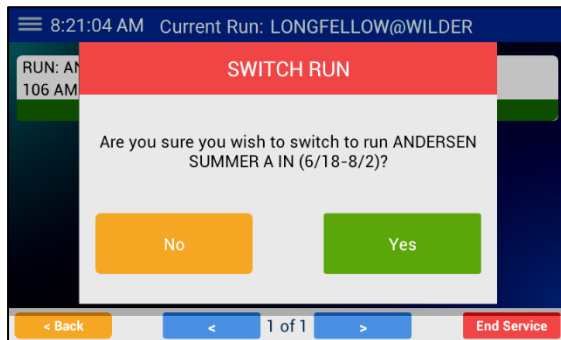 8:21:04 AM Current Run: LONGFELLOW@WILDER
RUN: AN
106 AM
SWITCH RUN
Are you sure you wish to switch to run ANDERSEN
SUMMER A IN (6/18-8/2)?
No
Yes
< Back
<
1 of 1
>
End Service